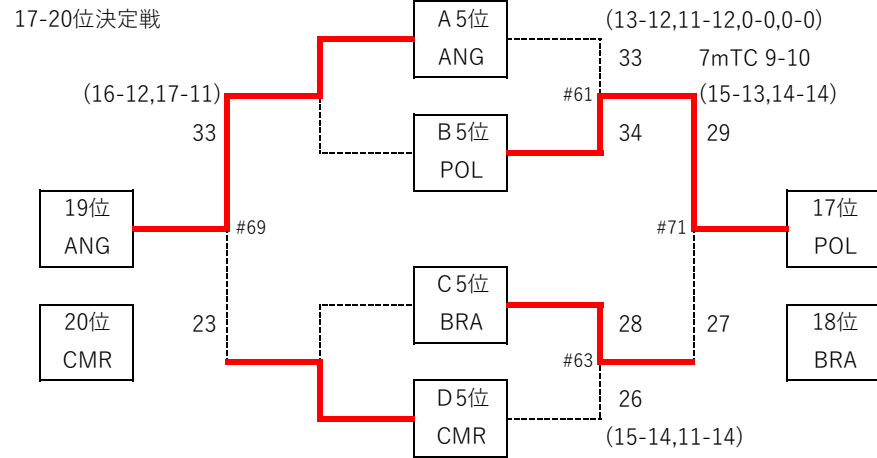 17-20位決定戦
A 5位
ANG
(13-12,11-12,0-0,0-0)
33
7mTC 9-10
(16-12,17-11)
#61
(15-13,14-14)
33
B 5位
POL
34
29
19位
ANG
#69
#71
17位
POL
C 5位
BRA
20位
CMR
23
28
27
18位
BRA
#63
D 5位
CMR
26
(15-14,11-14)